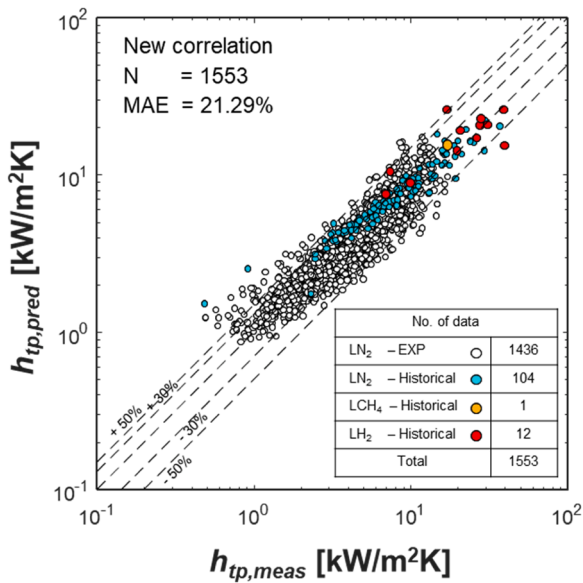 10²
New correlation
N = 1553
MAE = 21.29%
10¹
h_tp,pred [kW/m²K]
10⁰
No. of data
LN₂ – EXP 1436
LN₂ – Historical 104
LCH₄ – Historical 1
LH₂ – Historical 12
Total 1553
+ 50%
+ 30%
- 30%
- 50%
10⁻¹
10⁻¹ 10⁰ 10¹ 10²
h_tp,meas [kW/m²K]